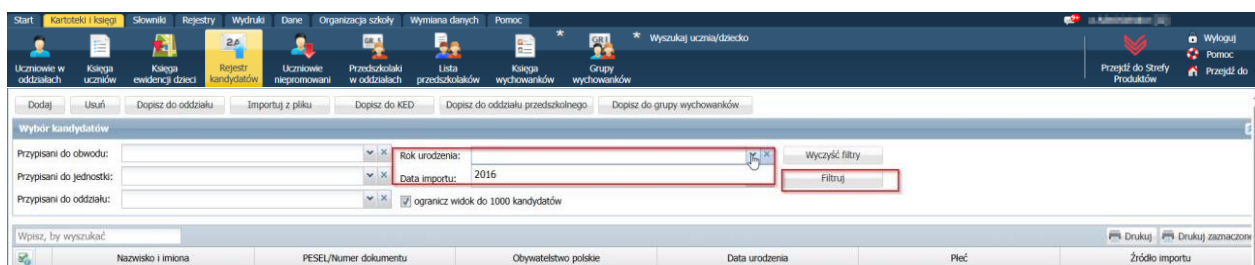 Start Kartoteki i księgi Słowniki Rejestry Wydruki Dane Organizacja szkoły Wymiana danych Pomoc
Uczniowie w oddziałach
Księga uczniów
Księga ewidencji dzieci
Rejestr kandydatów
Uczniowie niepromowani
Przedszkolaki w oddziałach
Lista przedszkolaków
Księga wychowanków
*
Grupy wychowanków
*
Wyszukaj ucznia/dziecko
Przejdź do Strefy Produktów
Wyloguj
Pomoc
Przejdź do
Dodaj Usuń Dopisz do oddziału Importuj z pliku Dopisz do KED Dopisz do oddziału przedszkolnego Dopisz do grupy wychowanków
Wybór kandydatów
Przypisani do obwodu: Rok urodzenia: Wyczyść filtry
Przypisani do jednostki: Data importu: 2016 Filtruj
Przypisani do oddziału: ogranicz widok do 1000 kandydatów
Wpisz, by wyszukać Drukuj Drukuj zaznaczone
Nazwisko i imiona PESEL/Numer dokumentu Obywatelstwo polskie Data urodzenia Płeć Źródło importu